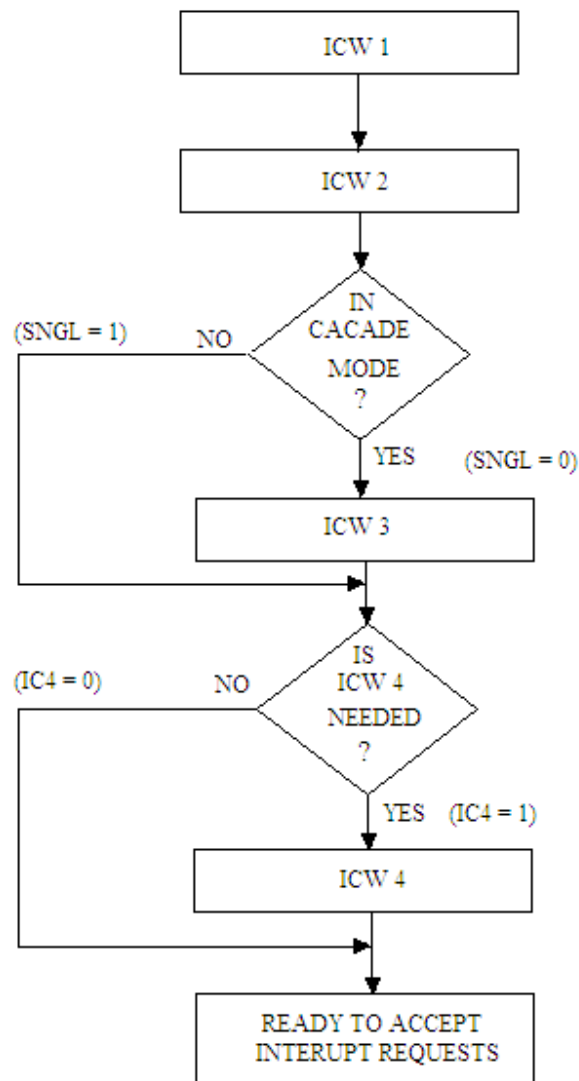 ICW 1
ICW 2
IN
CACADE
MODE
?
(SNGL = 1)
NO
YES
(SNGL = 0)
ICW 3
IS
ICW 4
NEEDED
?
(IC4 = 0)
NO
YES
(IC4 = 1)
ICW 4
READY TO ACCEPT
INTERUPT REQUESTS